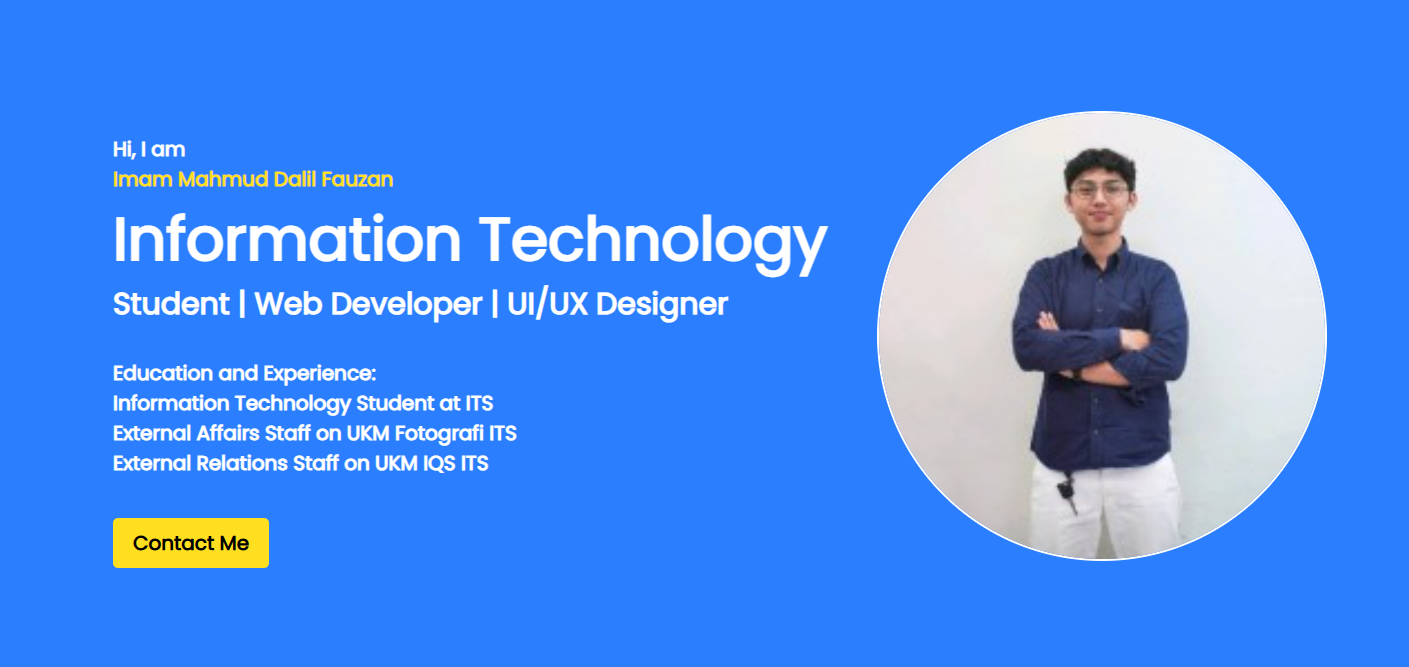 Hi, I am
Imam Mahmud Dalil Fauzan
Information Technology
Student | Web Developer | UI/UX Designer
Education and Experience:
Information Technology Student at ITS
External Affairs Staff on UKM Fotografi ITS
External Relations Staff on UKM IQS ITS
Contact Me